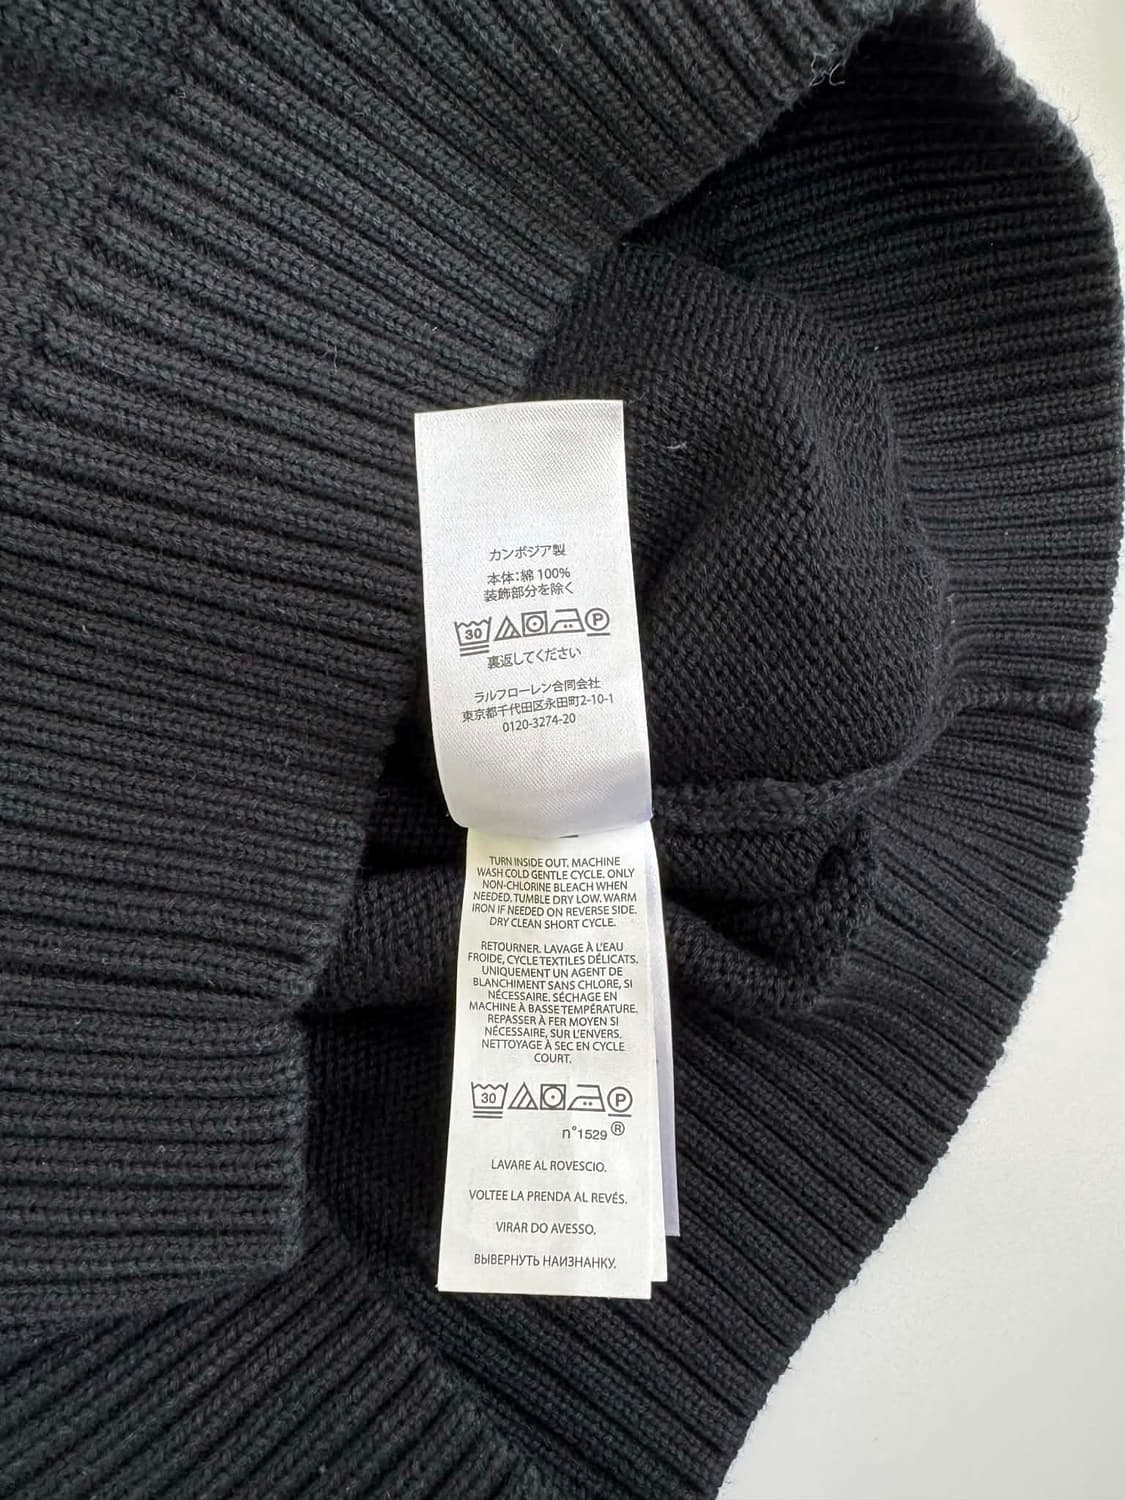 カンボジア製
本体:綿 100%
装飾部分を除く
30 P
裏返してください
ラルフローレン合同会社
東京都千代田区永田町2-10-1
0120-3274-20
TURN INSIDE OUT. MACHINE
WASH COLD GENTLE CYCLE. ONLY
NON-CHLORINE BLEACH WHEN
NEEDED. TUMBLE DRY LOW. WARM
IRON IF NEEDED ON REVERSE SIDE.
DRY CLEAN SHORT CYCLE.
RETOURNER. LAVAGE À L'EAU
FROIDE, CYCLE TEXTILES DÉLICATS.
UNIQUEMENT UN AGENT DE
BLANCHIMENT SANS CHLORE, SI
NÉCESSAIRE. SÉCHAGE EN
MACHINE À BASSE TEMPÉRATURE.
REPASSER À FER MOYEN SI
NÉCESSAIRE, SUR L'ENVERS.
NETTOYAGE À SEC EN CYCLE
COURT.
30 P
n°1529 ®
LAVARE AL ROVESCIO.
VOLTEE LA PRENDA AL REVÉS.
VIRAR DO AVESSO.
ВЫВЕРНУТЬ НАИЗНАНКУ.